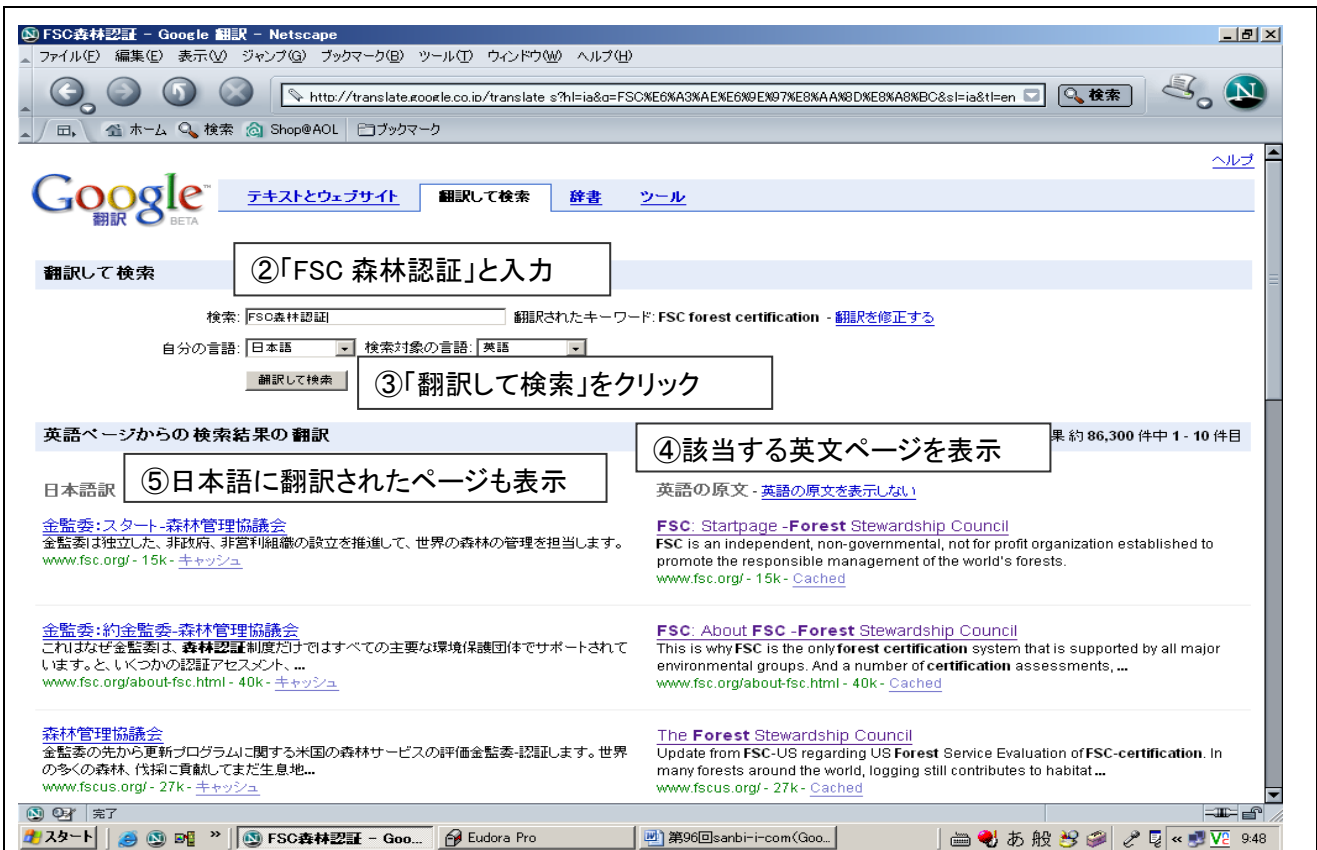 FSC森林認証 - Google 翻訳 - Netscape
ファイル(F) 編集(E) 表示(V) ジャンプ(G) ブックマーク(B) ツール(T) ウィンドウ(W) ヘルプ(H)
http://translate.google.co.jp/translate_s?hl=ja&q=FSC%E6%A3%AE%E6%9E%97%E8%AA%8D%E8%A8%BC&sl=ja&tl=en 検索
ホーム 検索 Shop@AOL ブックマーク
ヘルプ
Google 翻訳 BETA
テキストとウェブサイト 翻訳して検索 辞書 ツール
翻訳して検索
②「FSC 森林認証」と入力
検索: FSC森林認証 翻訳されたキーワード: FSC forest certification - 翻訳を修正する
自分の言語: 日本語 検索対象の言語: 英語
翻訳して検索
③「翻訳して検索」をクリック
英語ページからの検索結果の翻訳
果 約 86,300 件中 1 - 10 件目
④該当する英文ページを表示
⑤日本語に翻訳されたページも表示
日本語訳
英語の原文 - 英語の原文を表示しない
金監委:スタート-森林管理協議会
金監委は独立した、非政府、非営利組織の設立を推進して、世界の森林の管理を担当します。
www.fsc.org/ - 15k - キャッシュ
FSC: Startpage -Forest Stewardship Council
FSC is an independent, non-governmental, not for profit organization established to
promote the responsible management of the world's forests.
www.fsc.org/ - 15k - Cached
金監委:約金監委-森林管理協議会
これはなぜ金監委は、森林認証制度だけではすべての主要な環境保護団体でサポートされて
います。と、いくつかの認証アセスメント、...
www.fsc.org/about-fsc.html - 40k - キャッシュ
FSC: About FSC -Forest Stewardship Council
This is why FSC is the only forest certification system that is supported by all major
environmental groups. And a number of certification assessments, ...
www.fsc.org/about-fsc.html - 40k - Cached
森林管理協議会
金監委の先から更新プログラムに関する米国の森林サービスの評価金監委-認証します。世界
の多くの森林、伐採に貢献してまだ生息地...
www.fscus.org/ - 27k - キャッシュ
The Forest Stewardship Council
Update from FSC-US regarding US Forest Service Evaluation of FSC-certification. In
many forests around the world, logging still contributes to habitat ...
www.fscus.org/ - 27k - Cached
完了
スタート » FSC森林認証 - Goo... Eudora Pro 第96回sanbi-i-com(Goo... あ 般 « 9:48